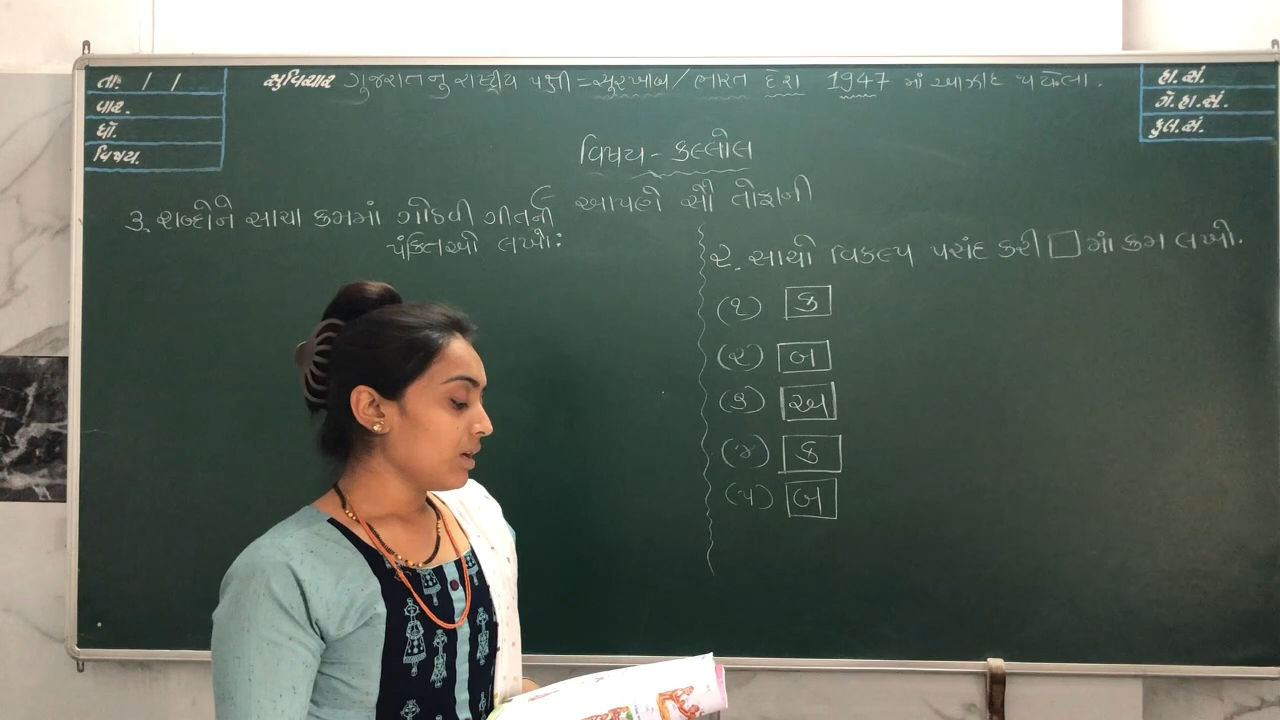 તાઃ / /
વાર.
ધો.
વિષય.
સુવિચાર ગુજરાતનુ રાષ્ટ્રીય પક્ષી = સુરખાબ / ભારત દેશ 1947 માં આઝાદ થયેલા.
હા.સં.
ગે.હા.સં.
કુલ.સં.
વિષય - કલ્લોલ
૮ આપણે સૌ તોફાની
૩. શબ્દોને સાચા ક્રમમાં ગોઠવી ગીતની
પંક્તિઓ લખોઃ
૨. સાચો વિકલ્પ પસંદ કરી □ માં ક્રમ લખો.
(૧) ક
(૨) બ
(૩) અ
(૪) ક
(૫) બ